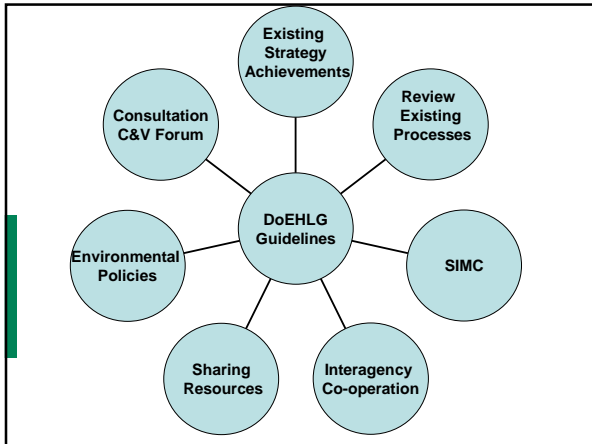 Existing
Strategy
Achievements
Review
Existing
Processes
SIMC
Interagency
Co-operation
Sharing
Resources
Environmental
Policies
Consultation
C&V Forum
DoEHLG
Guidelines